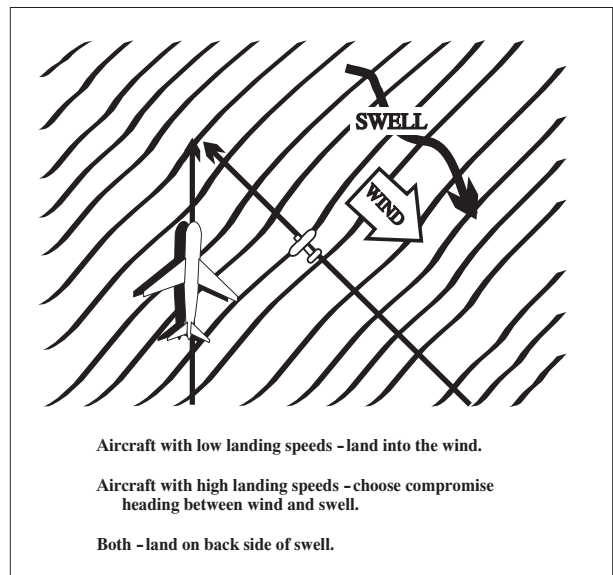 SWELL
WIND
Aircraft with low landing speeds - land into the wind.
Aircraft with high landing speeds - choose compromise
heading between wind and swell.
Both - land on back side of swell.